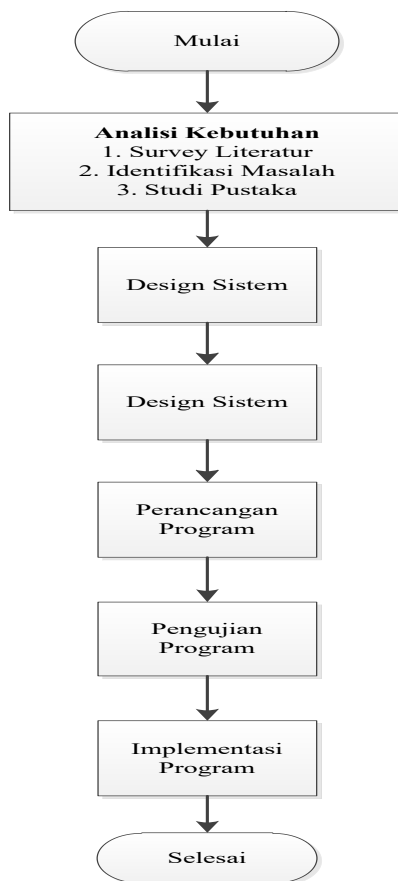 Mulai
Analisi Kebutuhan
1. Survey Literatur
2. Identifikasi Masalah
3. Studi Pustaka
Design Sistem
Design Sistem
Perancangan
Program
Pengujian
Program
Implementasi
Program
Selesai